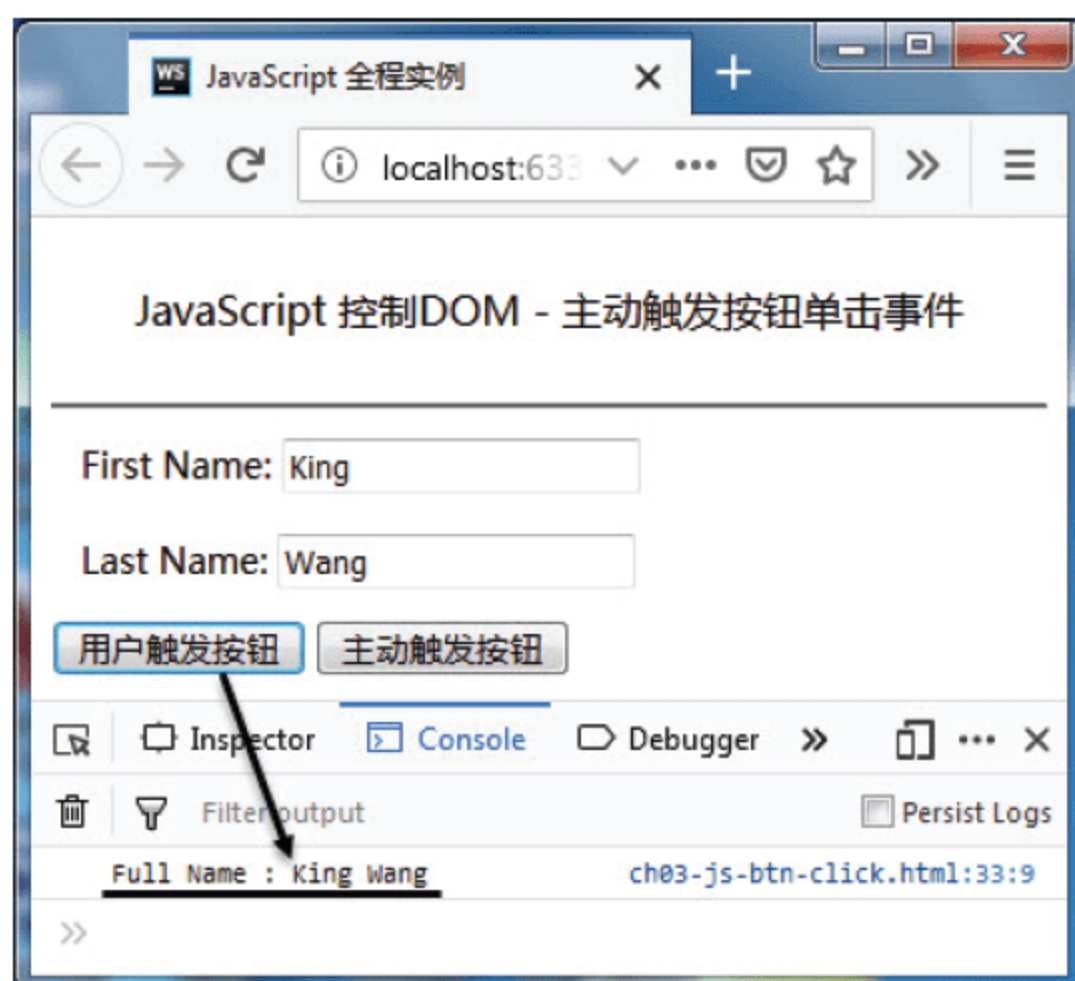 WS JavaScript 全程实例
localhost:633
JavaScript 控制DOM - 主动触发按钮单击事件
First Name: King
Last Name: Wang
用户触发按钮 主动触发按钮
Inspector Console Debugger
Filter output Persist Logs
Full Name : King Wang ch03-js-btn-click.html:33:9